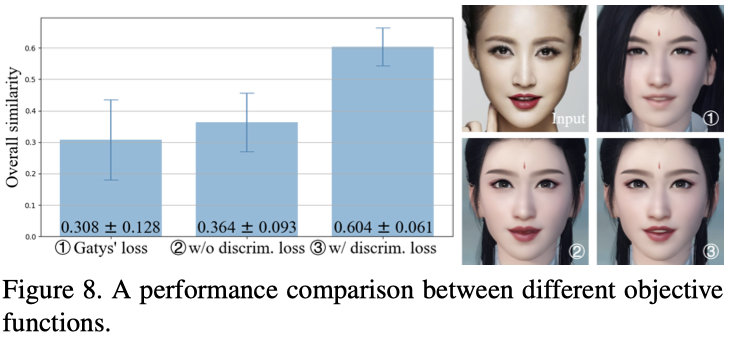 Overall similarity
0.6
0.5
0.4
0.3
0.2
0.1
0.0
0.308 ± 0.128
0.364 ± 0.093
0.604 ± 0.061
① Gatys' loss
② w/o discrim. loss
③ w/ discrim. loss
Input
①
②
③
Figure 8. A performance comparison between different objective
functions.